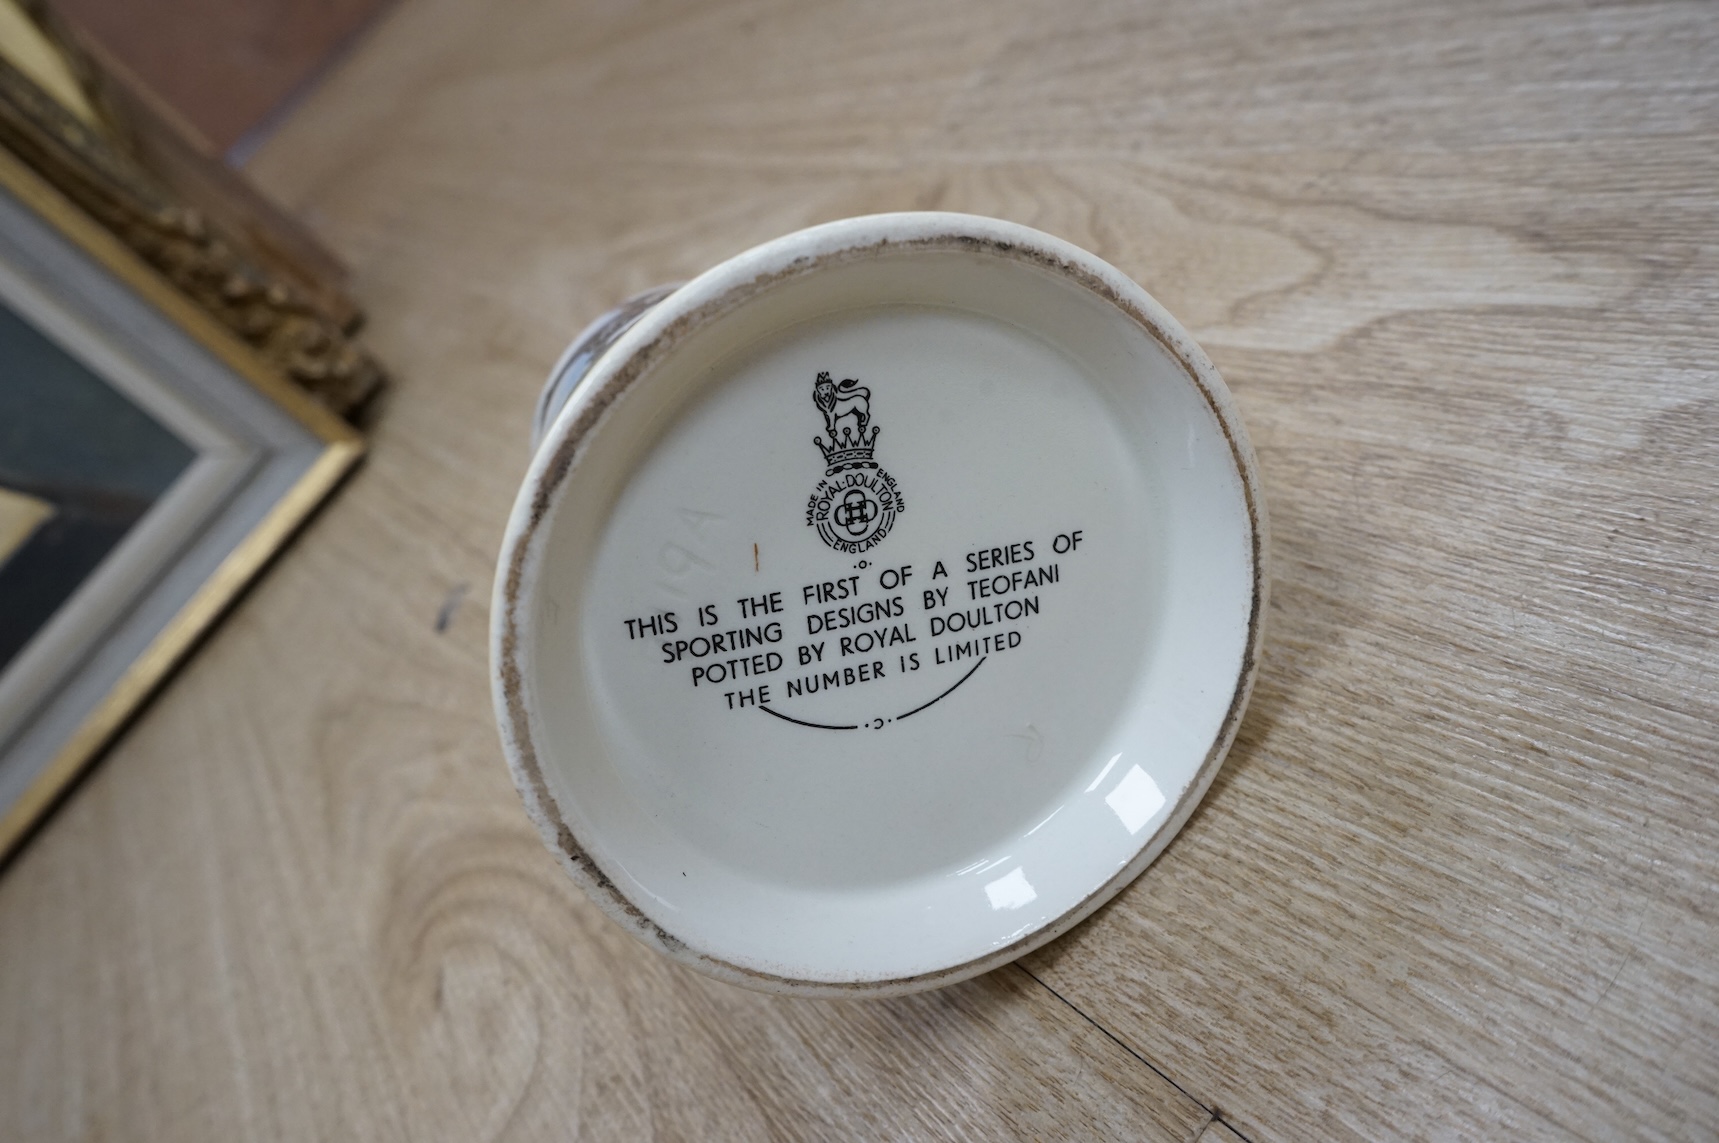 MADE IN ENGLAND
ROYAL·DOULTON
ENGLAND
THIS IS THE FIRST OF A SERIES OF
SPORTING DESIGNS BY TEOFANI
POTTED BY ROYAL DOULTON
THE NUMBER IS LIMITED